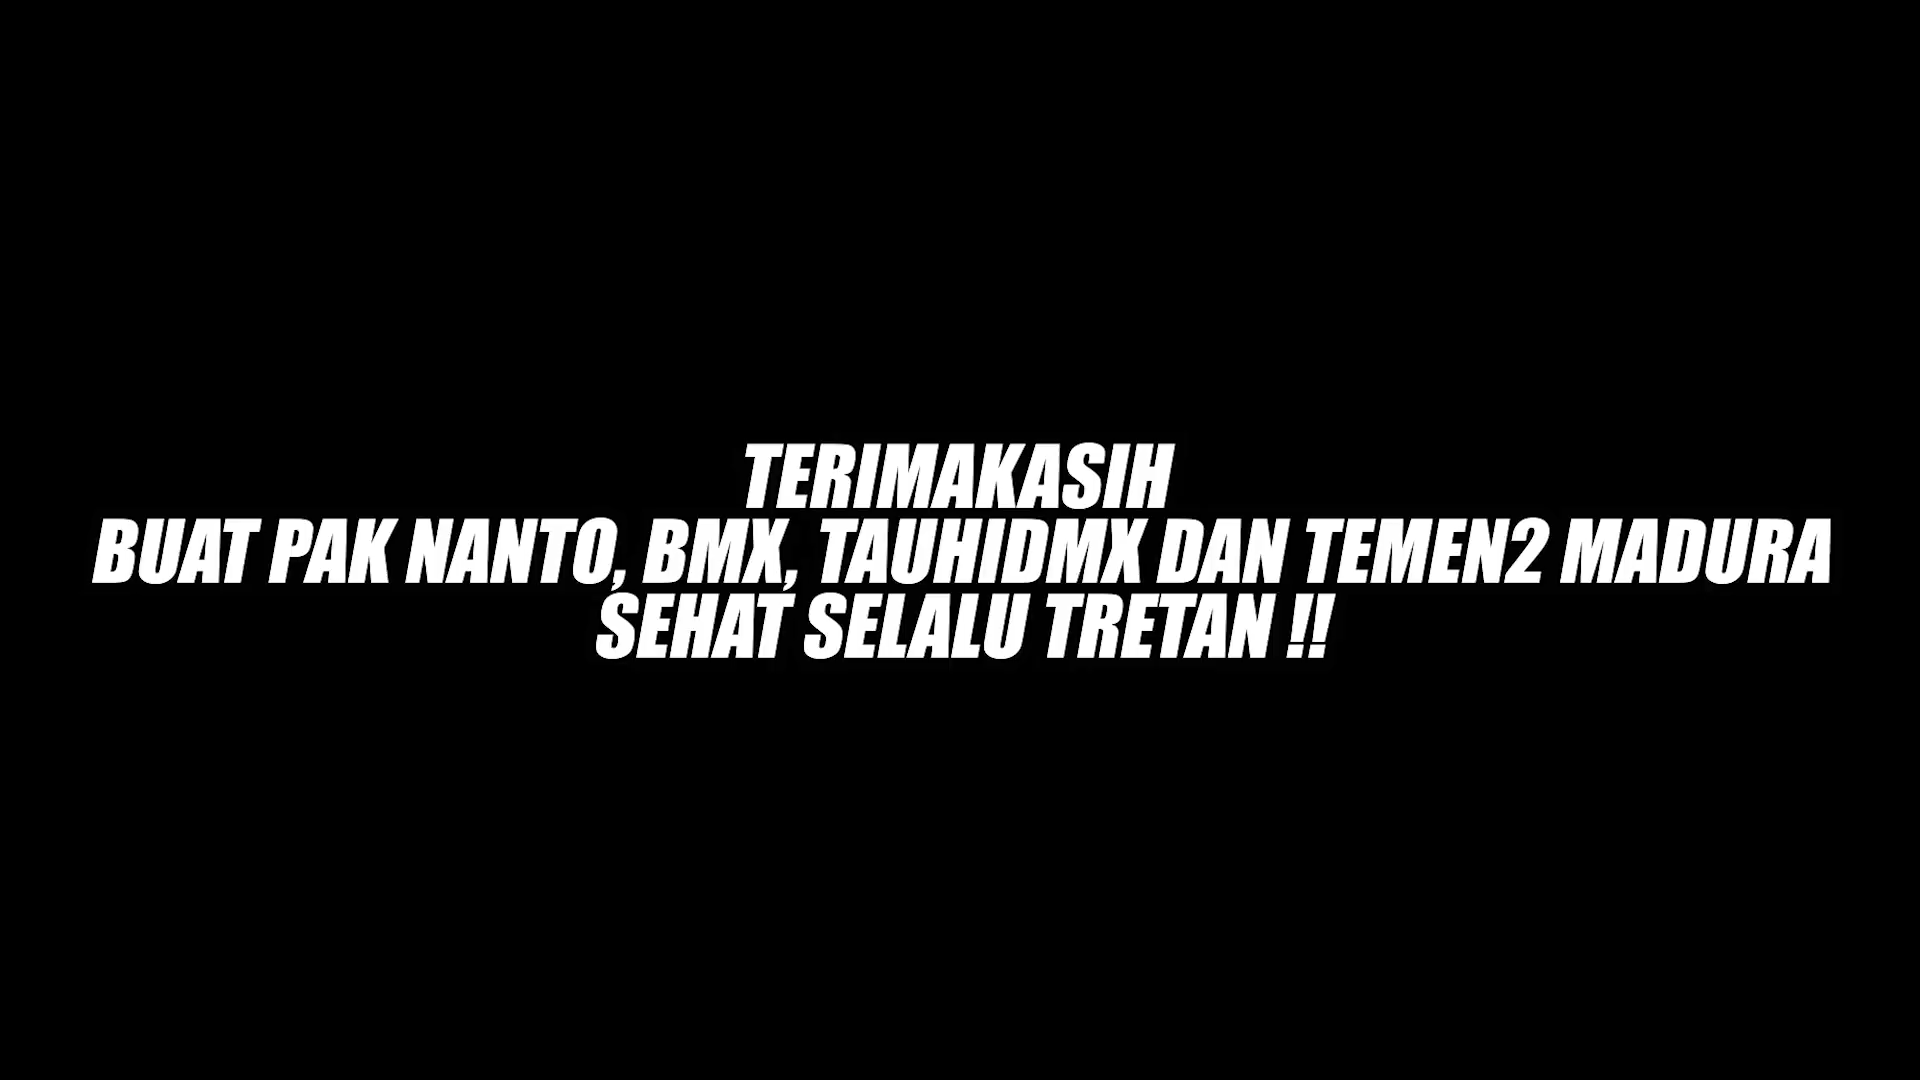 TERIMAKASIH
BUAT PAK NANTO, BMX, TAUHIDMX DAN TEMEN2 MADURA
SEHAT SELALU TRETAN !!